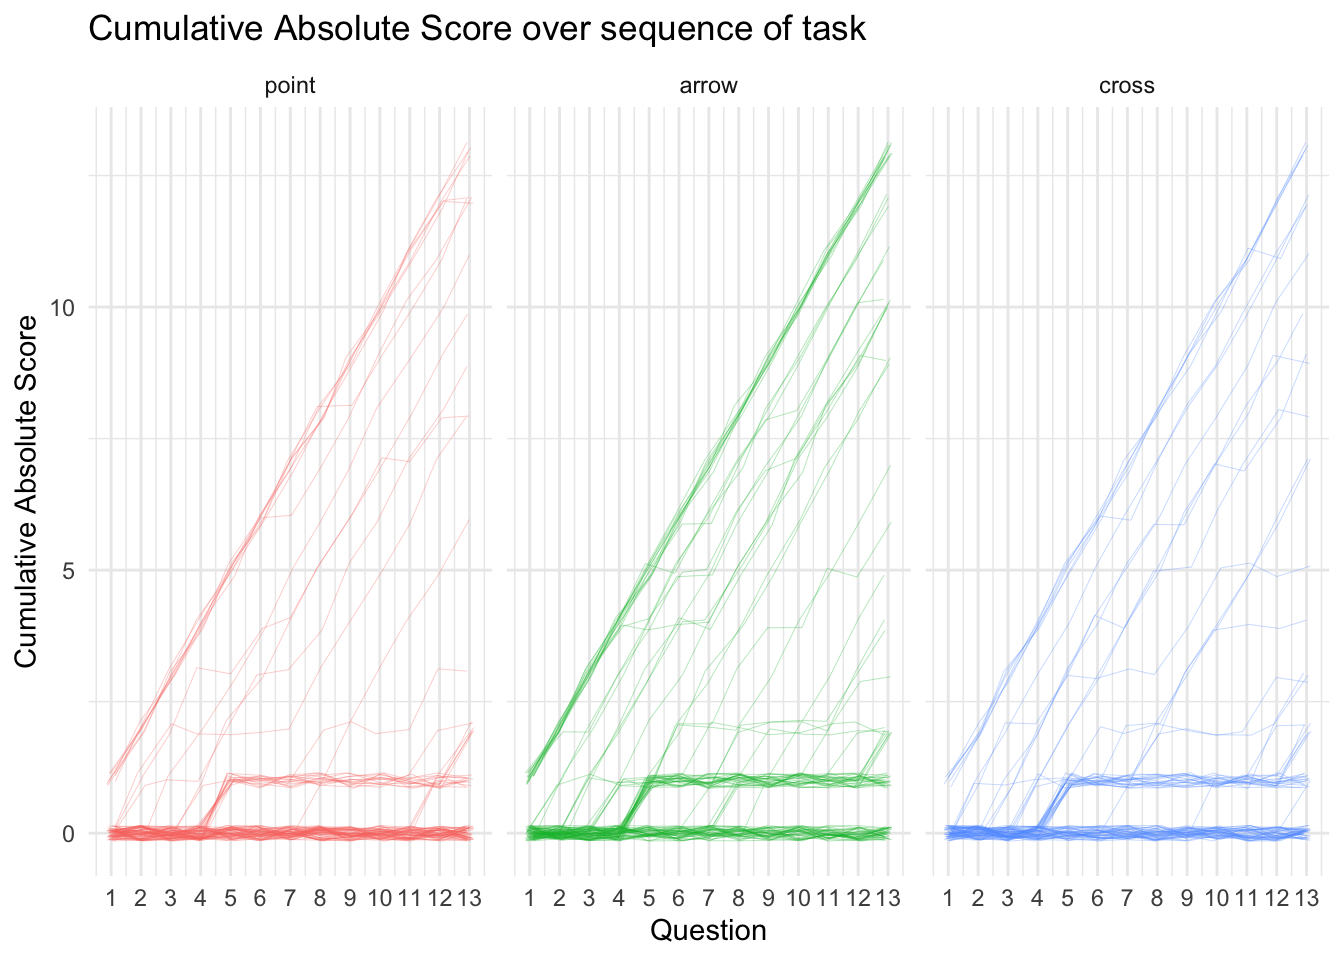 Cumulative Absolute Score over sequence of task
point
arrow
cross
Cumulative Absolute Score
10
5
0
1 2 3 4 5 6 7 8 9 10 11 12 13
1 2 3 4 5 6 7 8 9 10 11 12 13
1 2 3 4 5 6 7 8 9 10 11 12 13
Question